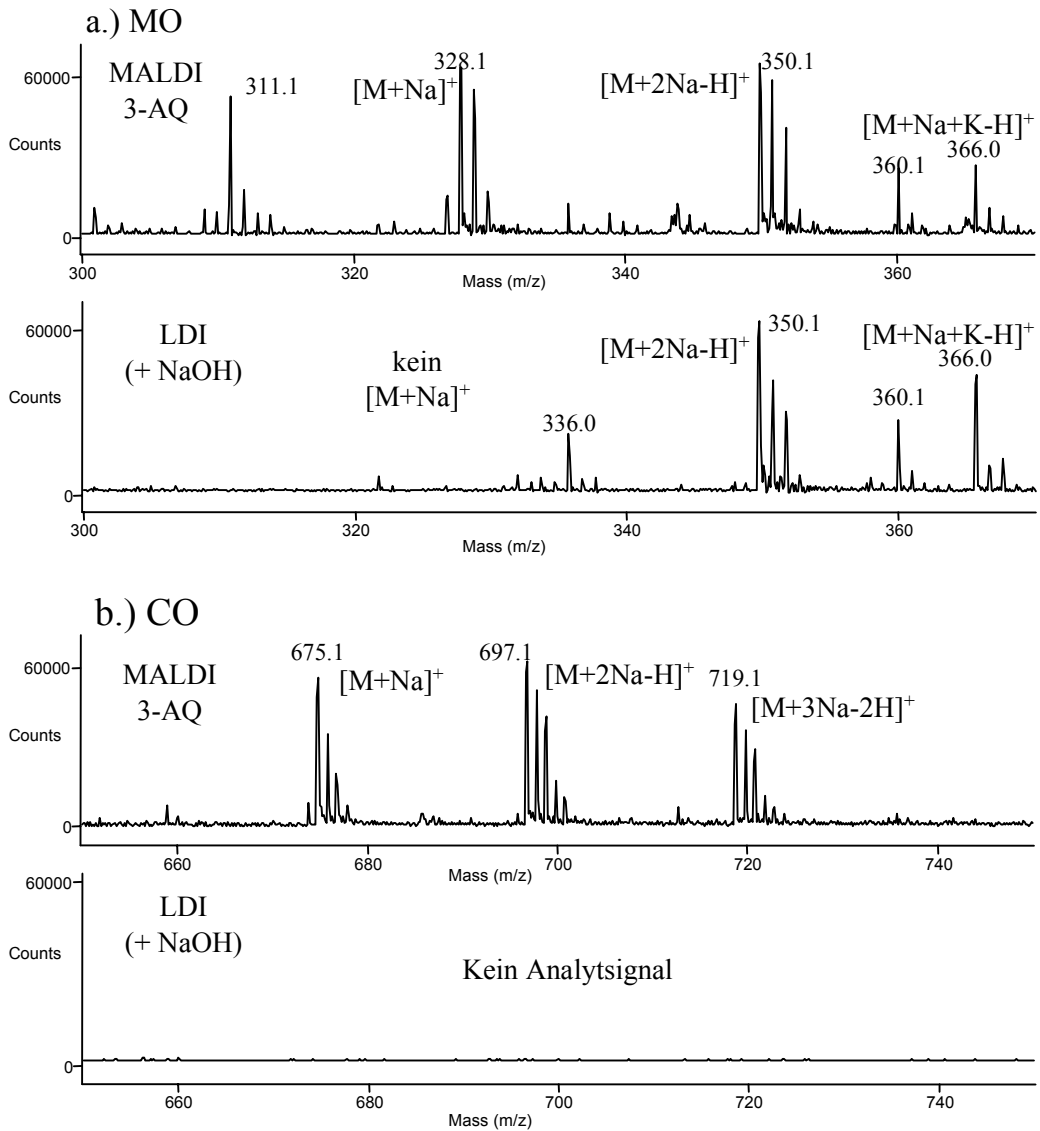 a.) MO
60000
MALDI
3-AQ
311.1
[M+Na]⁺
328.1
[M+2Na-H]⁺
350.1
[M+Na+K-H]⁺
360.1
366.0
Counts
0
300
320
340
360
Mass (m/z)
60000
LDI
(+ NaOH)
kein
[M+Na]⁺
336.0
[M+2Na-H]⁺
350.1
[M+Na+K-H]⁺
366.0
360.1
Counts
0
300
320
340
360
Mass (m/z)
b.) CO
60000
MALDI
3-AQ
675.1
[M+Na]⁺
697.1
[M+2Na-H]⁺
719.1
[M+3Na-2H]⁺
Counts
0
660
680
700
720
740
Mass (m/z)
60000
LDI
(+ NaOH)
Kein Analytsignal
Counts
0
660
680
700
720
740
Mass (m/z)